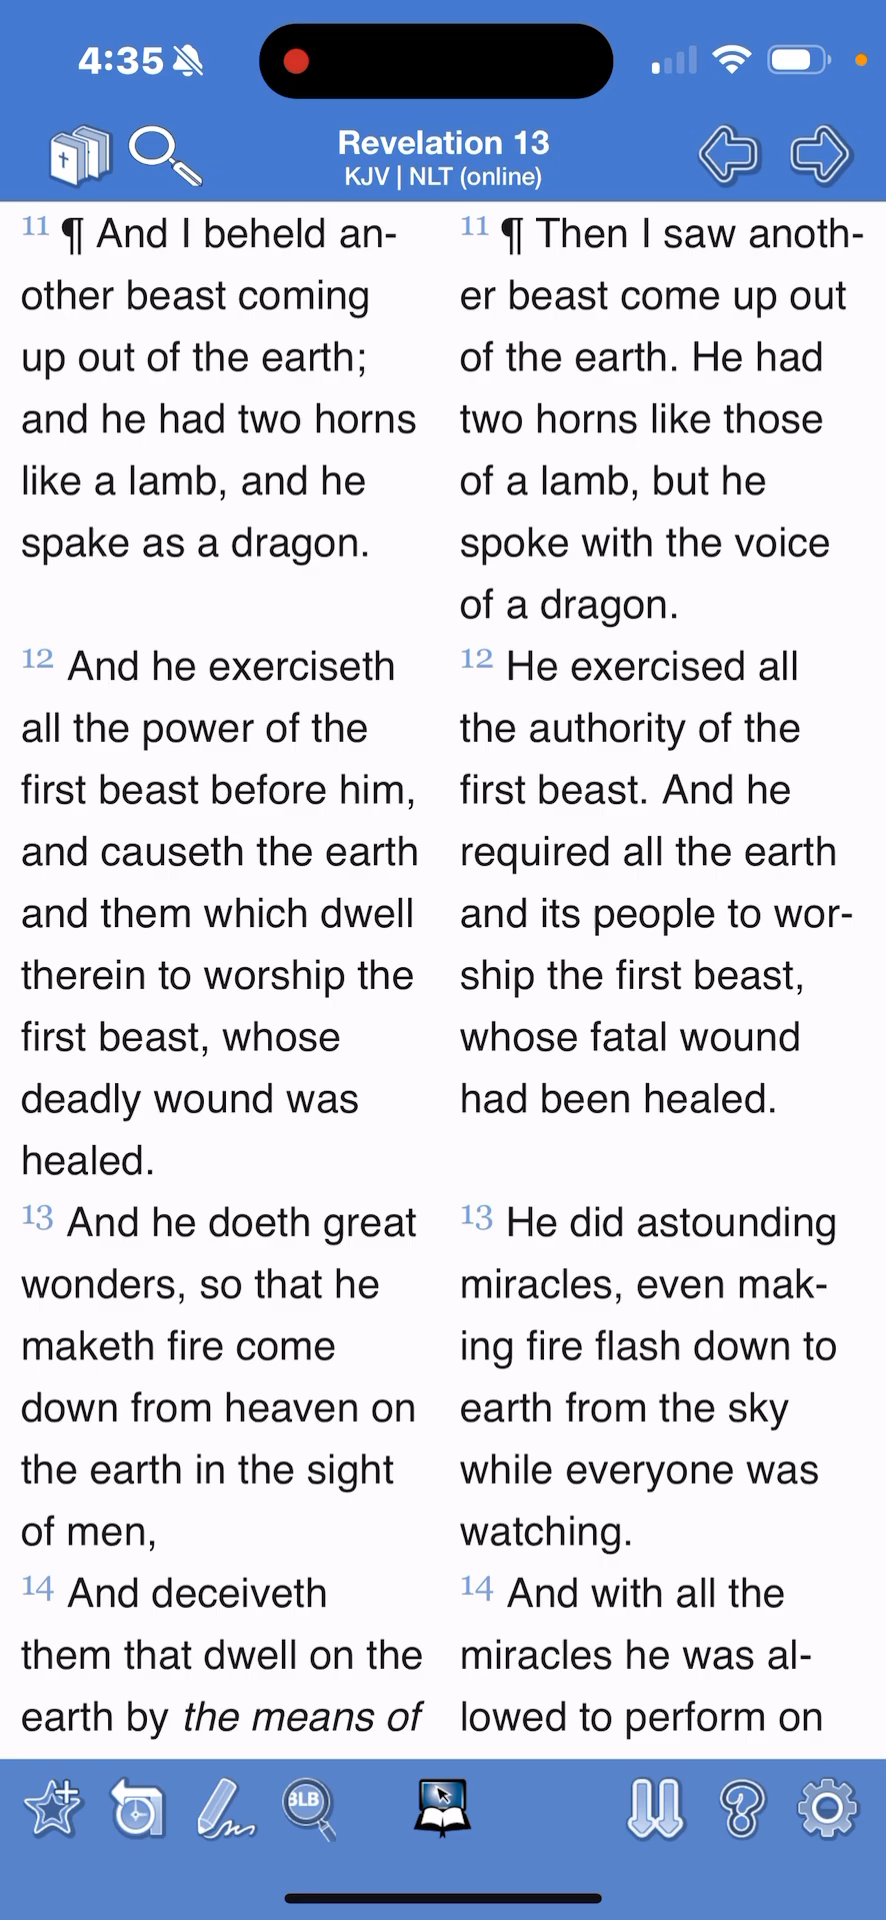 4:35
Revelation 13
KJV | NLT (online)
11 ¶ And I beheld an-
other beast coming
up out of the earth;
and he had two horns
like a lamb, and he
spake as a dragon.
12 And he exerciseth
all the power of the
first beast before him,
and causeth the earth
and them which dwell
therein to worship the
first beast, whose
deadly wound was
healed.
13 And he doeth great
wonders, so that he
maketh fire come
down from heaven on
the earth in the sight
of men,
14 And deceiveth
them that dwell on the
earth by the means of
11 ¶ Then I saw anoth-
er beast come up out
of the earth. He had
two horns like those
of a lamb, but he
spoke with the voice
of a dragon.
12 He exercised all
the authority of the
first beast. And he
required all the earth
and its people to wor-
ship the first beast,
whose fatal wound
had been healed.
13 He did astounding
miracles, even mak-
ing fire flash down to
earth from the sky
while everyone was
watching.
14 And with all the
miracles he was al-
lowed to perform on
BLB